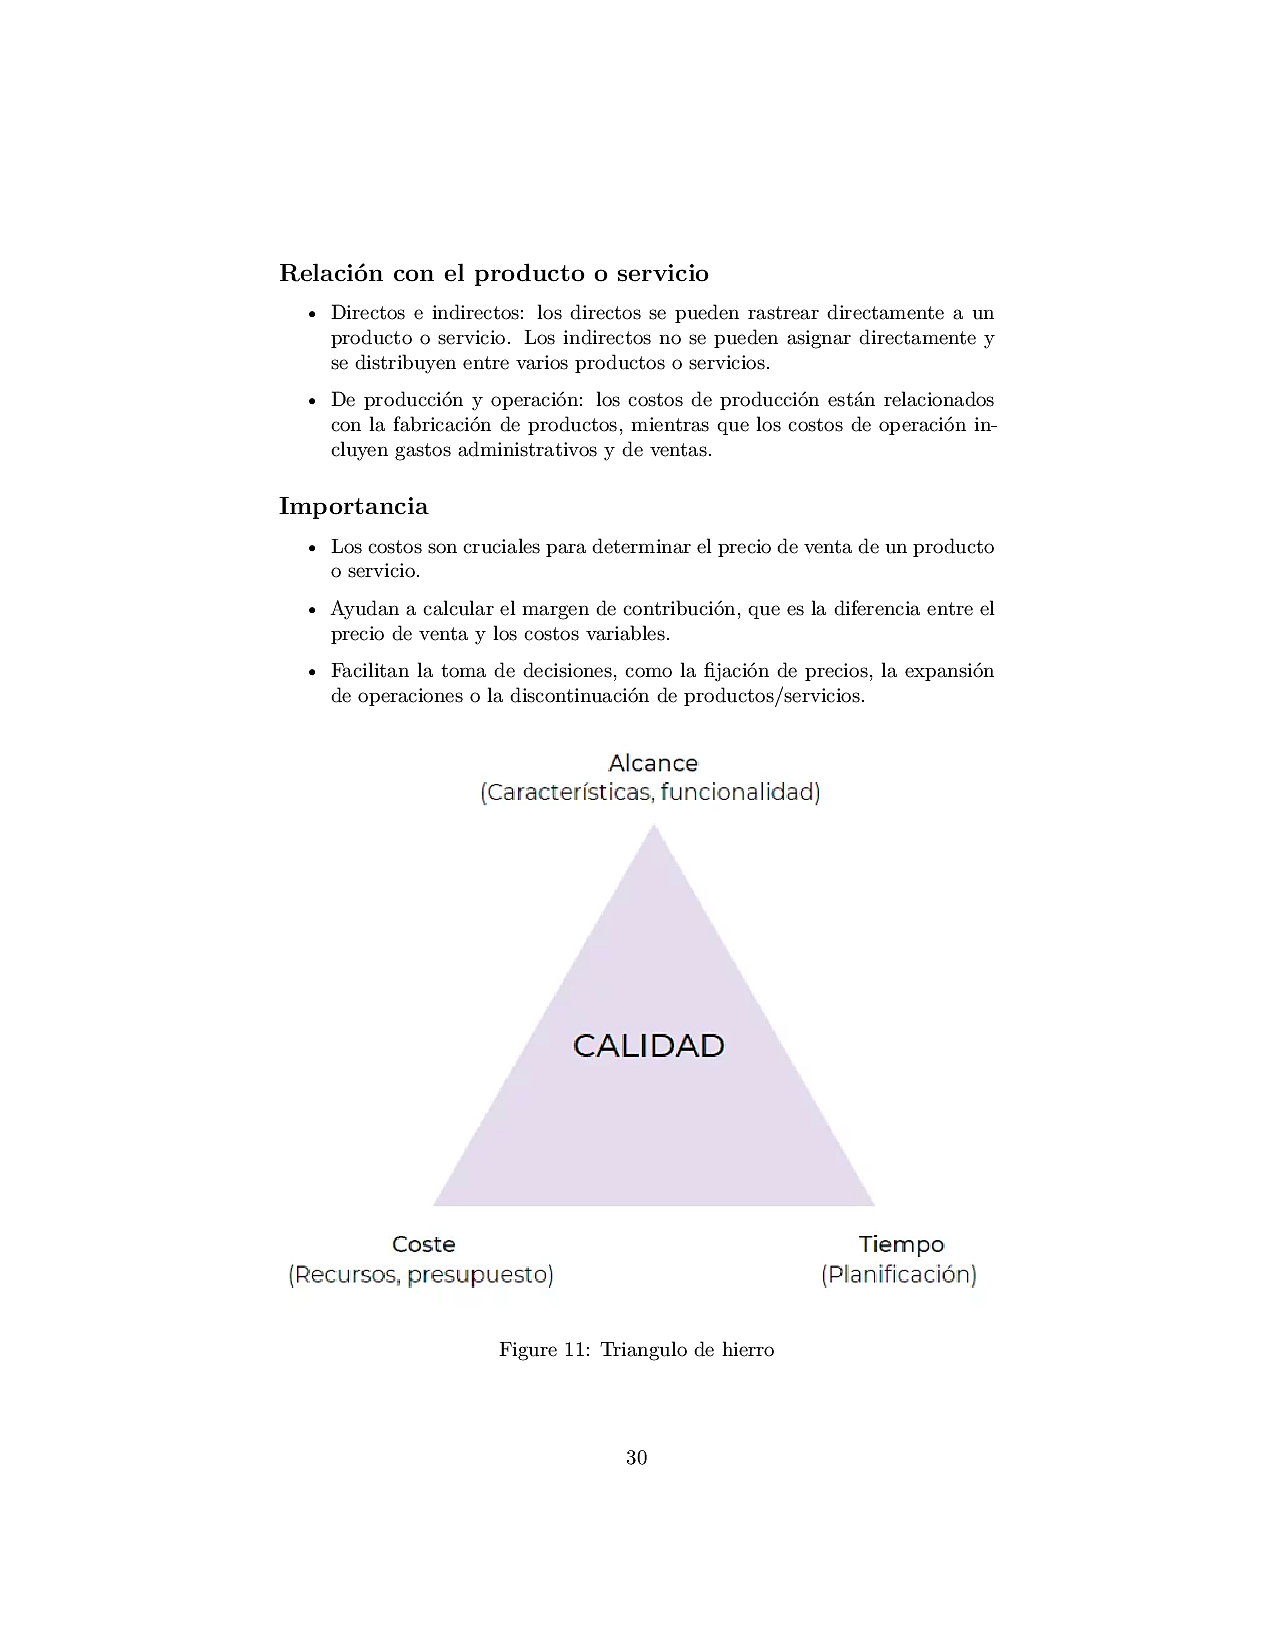 Relación con el producto o servicio
• Directos e indirectos: los directos se pueden rastrear directamente a un
producto o servicio. Los indirectos no se pueden asignar directamente y
se distribuyen entre varios productos o servicios.
• De producción y operación: los costos de producción están relacionados
con la fabricación de productos, mientras que los costos de operación in-
cluyen gastos administrativos y de ventas.
Importancia
• Los costos son cruciales para determinar el precio de venta de un producto
o servicio.
• Ayudan a calcular el margen de contribución, que es la diferencia entre el
precio de venta y los costos variables.
• Facilitan la toma de decisiones, como la fijación de precios, la expansión
de operaciones o la discontinuación de productos/servicios.
Alcance
(Características, funcionalidad)
CALIDAD
Coste
(Recursos, presupuesto)
Tiempo
(Planificación)
Figure 11: Triangulo de hierro
30